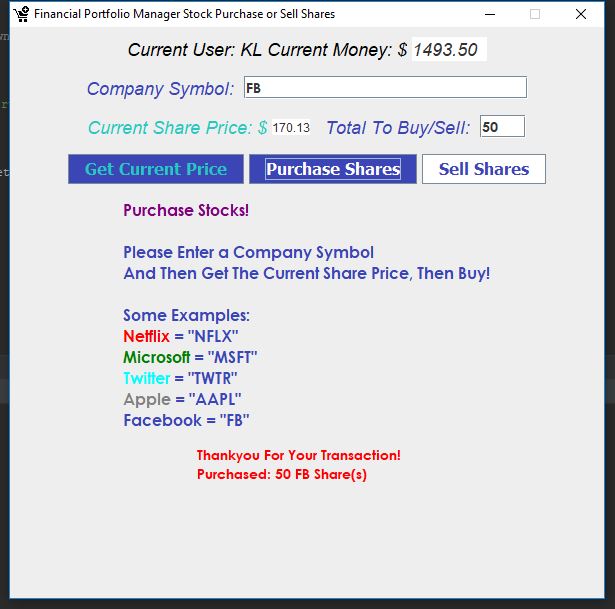 Financial Portfolio Manager Stock Purchase or Sell Shares
Current User: KL Current Money: $ 1493.50
Company Symbol: FB
Current Share Price: $ 170.13 Total To Buy/Sell: 50
Get Current Price Purchase Shares Sell Shares
Purchase Stocks!
Please Enter a Company Symbol
And Then Get The Current Share Price, Then Buy!
Some Examples:
Netflix = "NFLX"
Microsoft = "MSFT"
Twitter = "TWTR"
Apple = "AAPL"
Facebook = "FB"
Thankyou For Your Transaction!
Purchased: 50 FB Share(s)